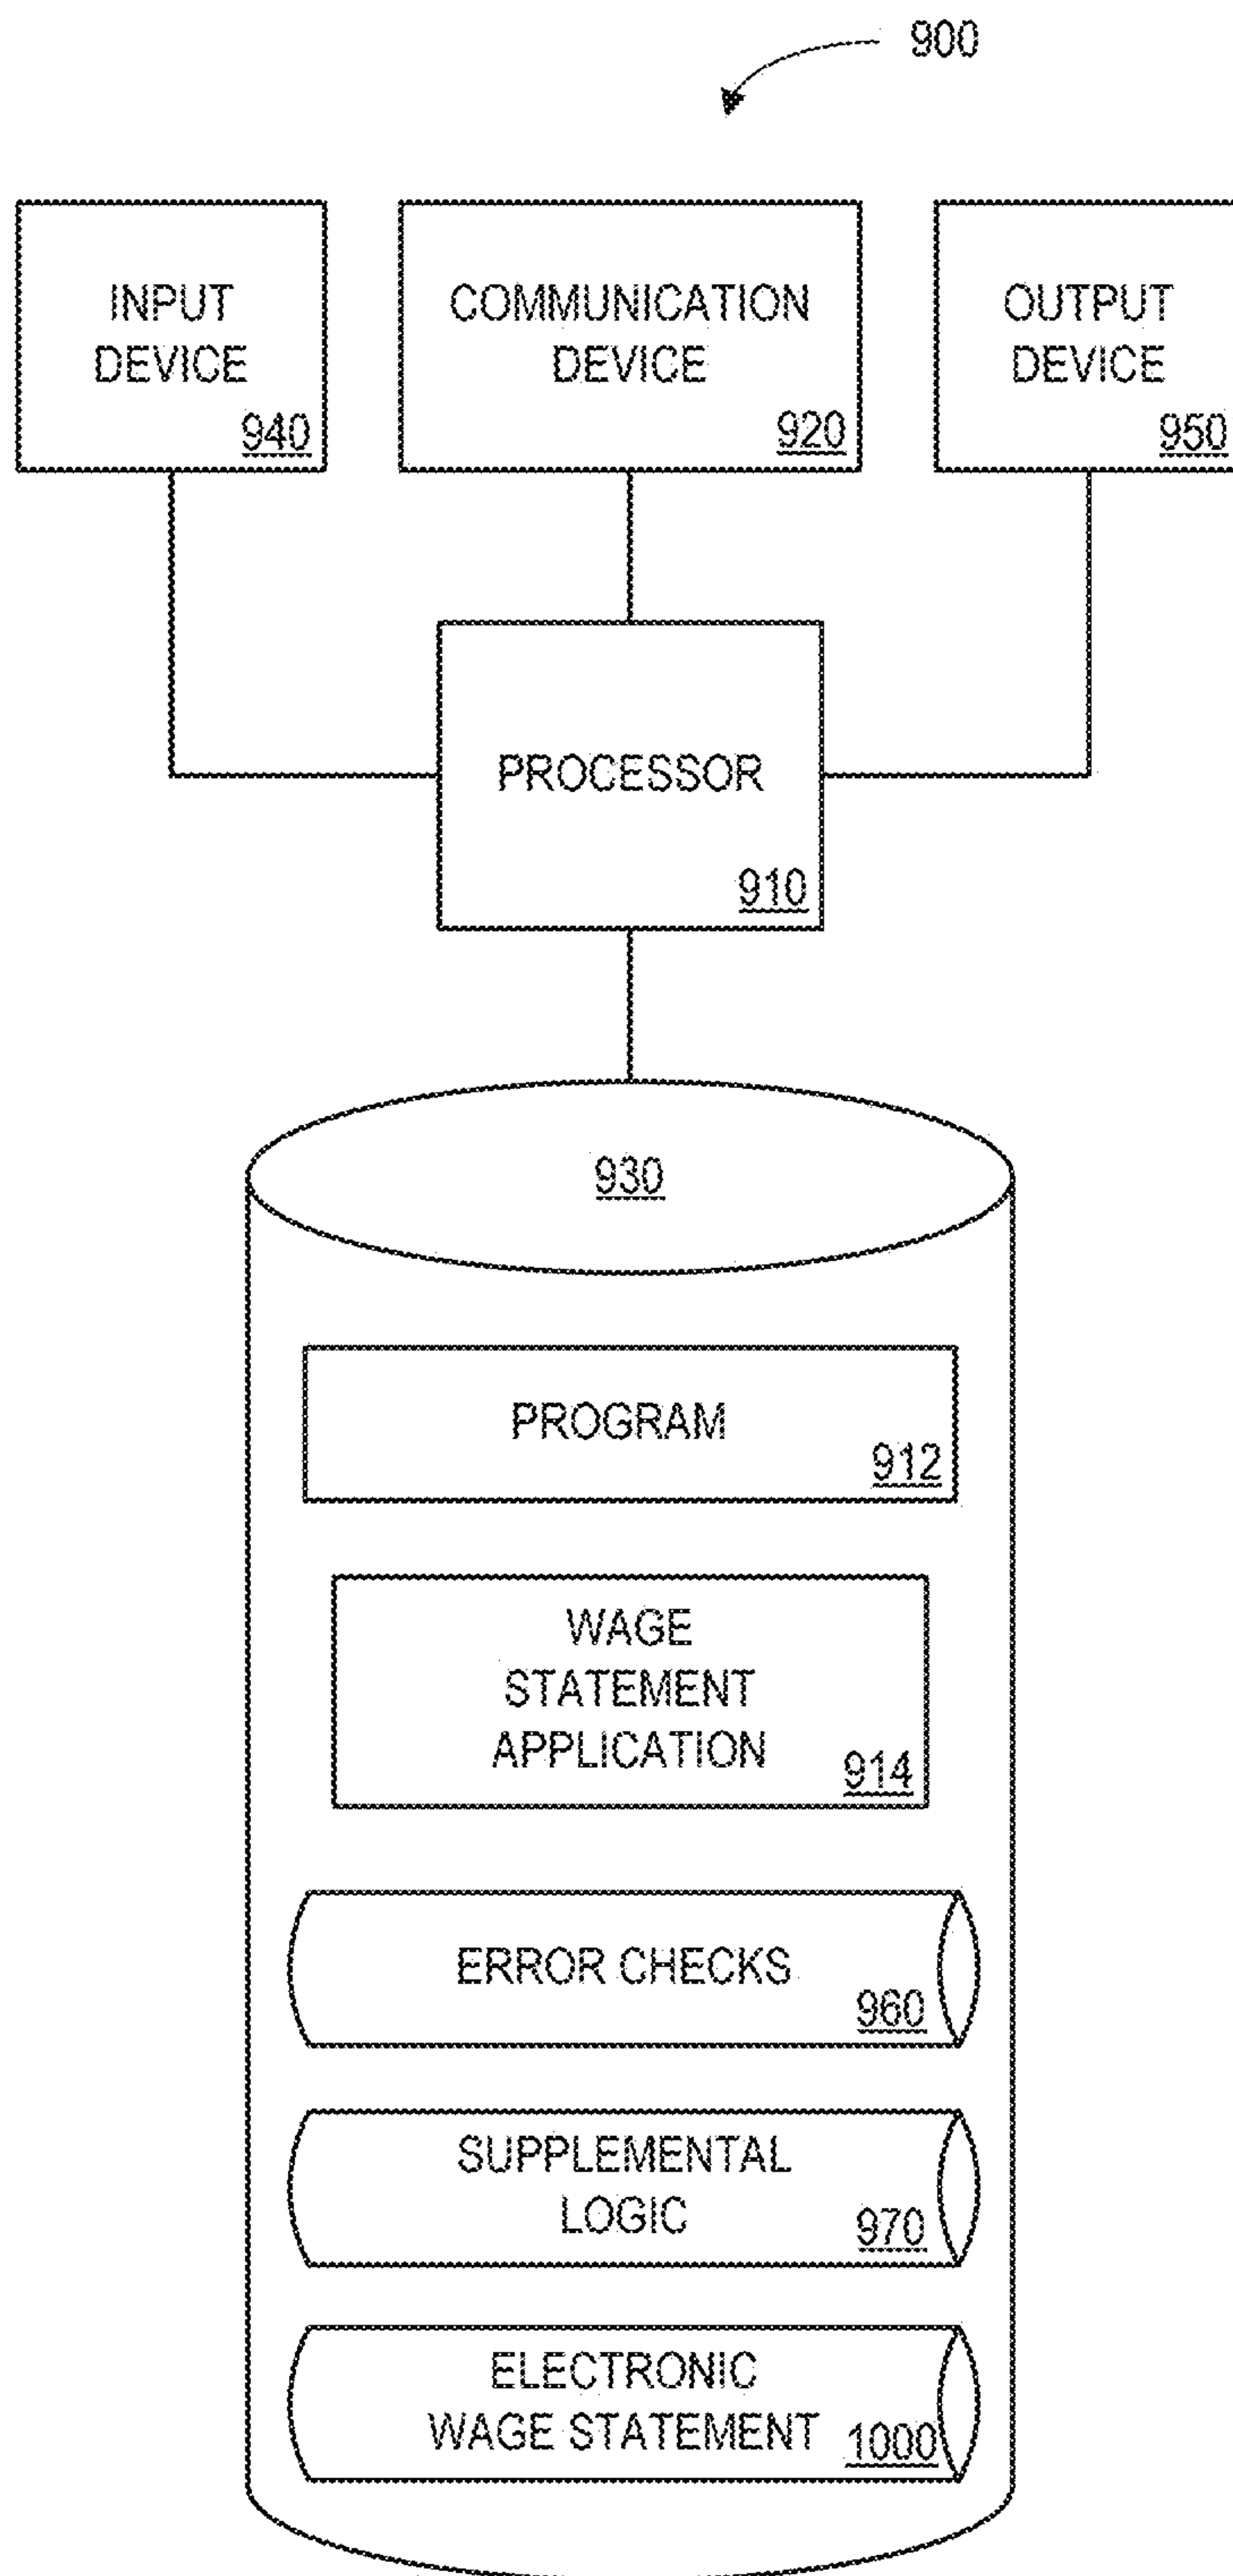 900
INPUT
DEVICE
940
COMMUNICATION
DEVICE
920
OUTPUT
DEVICE
950
PROCESSOR
910
930
PROGRAM
912
WAGE
STATEMENT
APPLICATION
914
ERROR CHECKS
960
SUPPLEMENTAL
LOGIC
970
ELECTRONIC
WAGE STATEMENT
1000